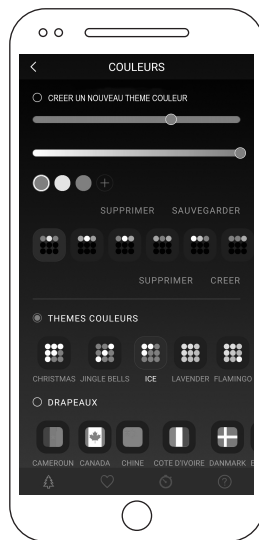 COULEURS
CREER UN NOUVEAU THEME COULEUR
SUPPRIMER SAUVEGARDER
SUPPRIMER CREER
THEMES COULEURS
CHRISTMAS JINGLE BELLS ICE LAVENDER FLAMINGO
DRAPEAUX
CAMEROUN CANADA CHINE COTE D'IVOIRE DANMARK E